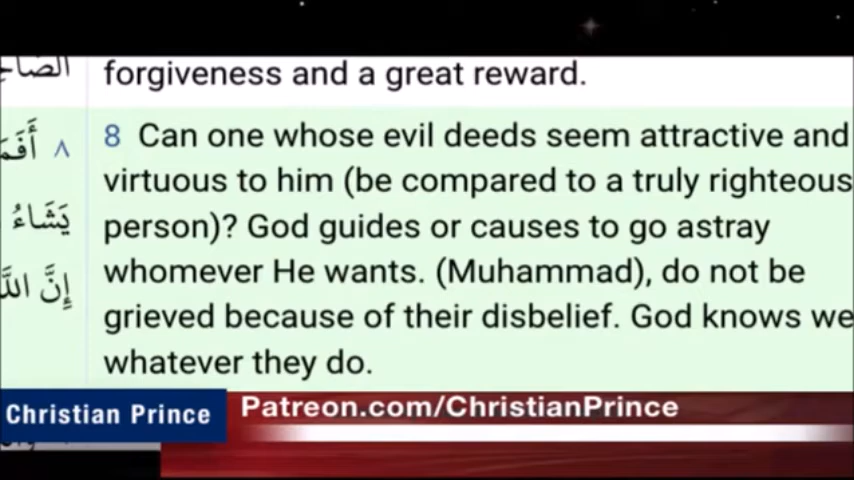 forgiveness and a great reward.
8 Can one whose evil deeds seem attractive and
virtuous to him (be compared to a truly righteous
person)? God guides or causes to go astray
whomever He wants. (Muhammad), do not be
grieved because of their disbelief. God knows we
whatever they do.
٨
يَشَاءُ
إِنَّ
Christian Prince
Patreon.com/ChristianPrince